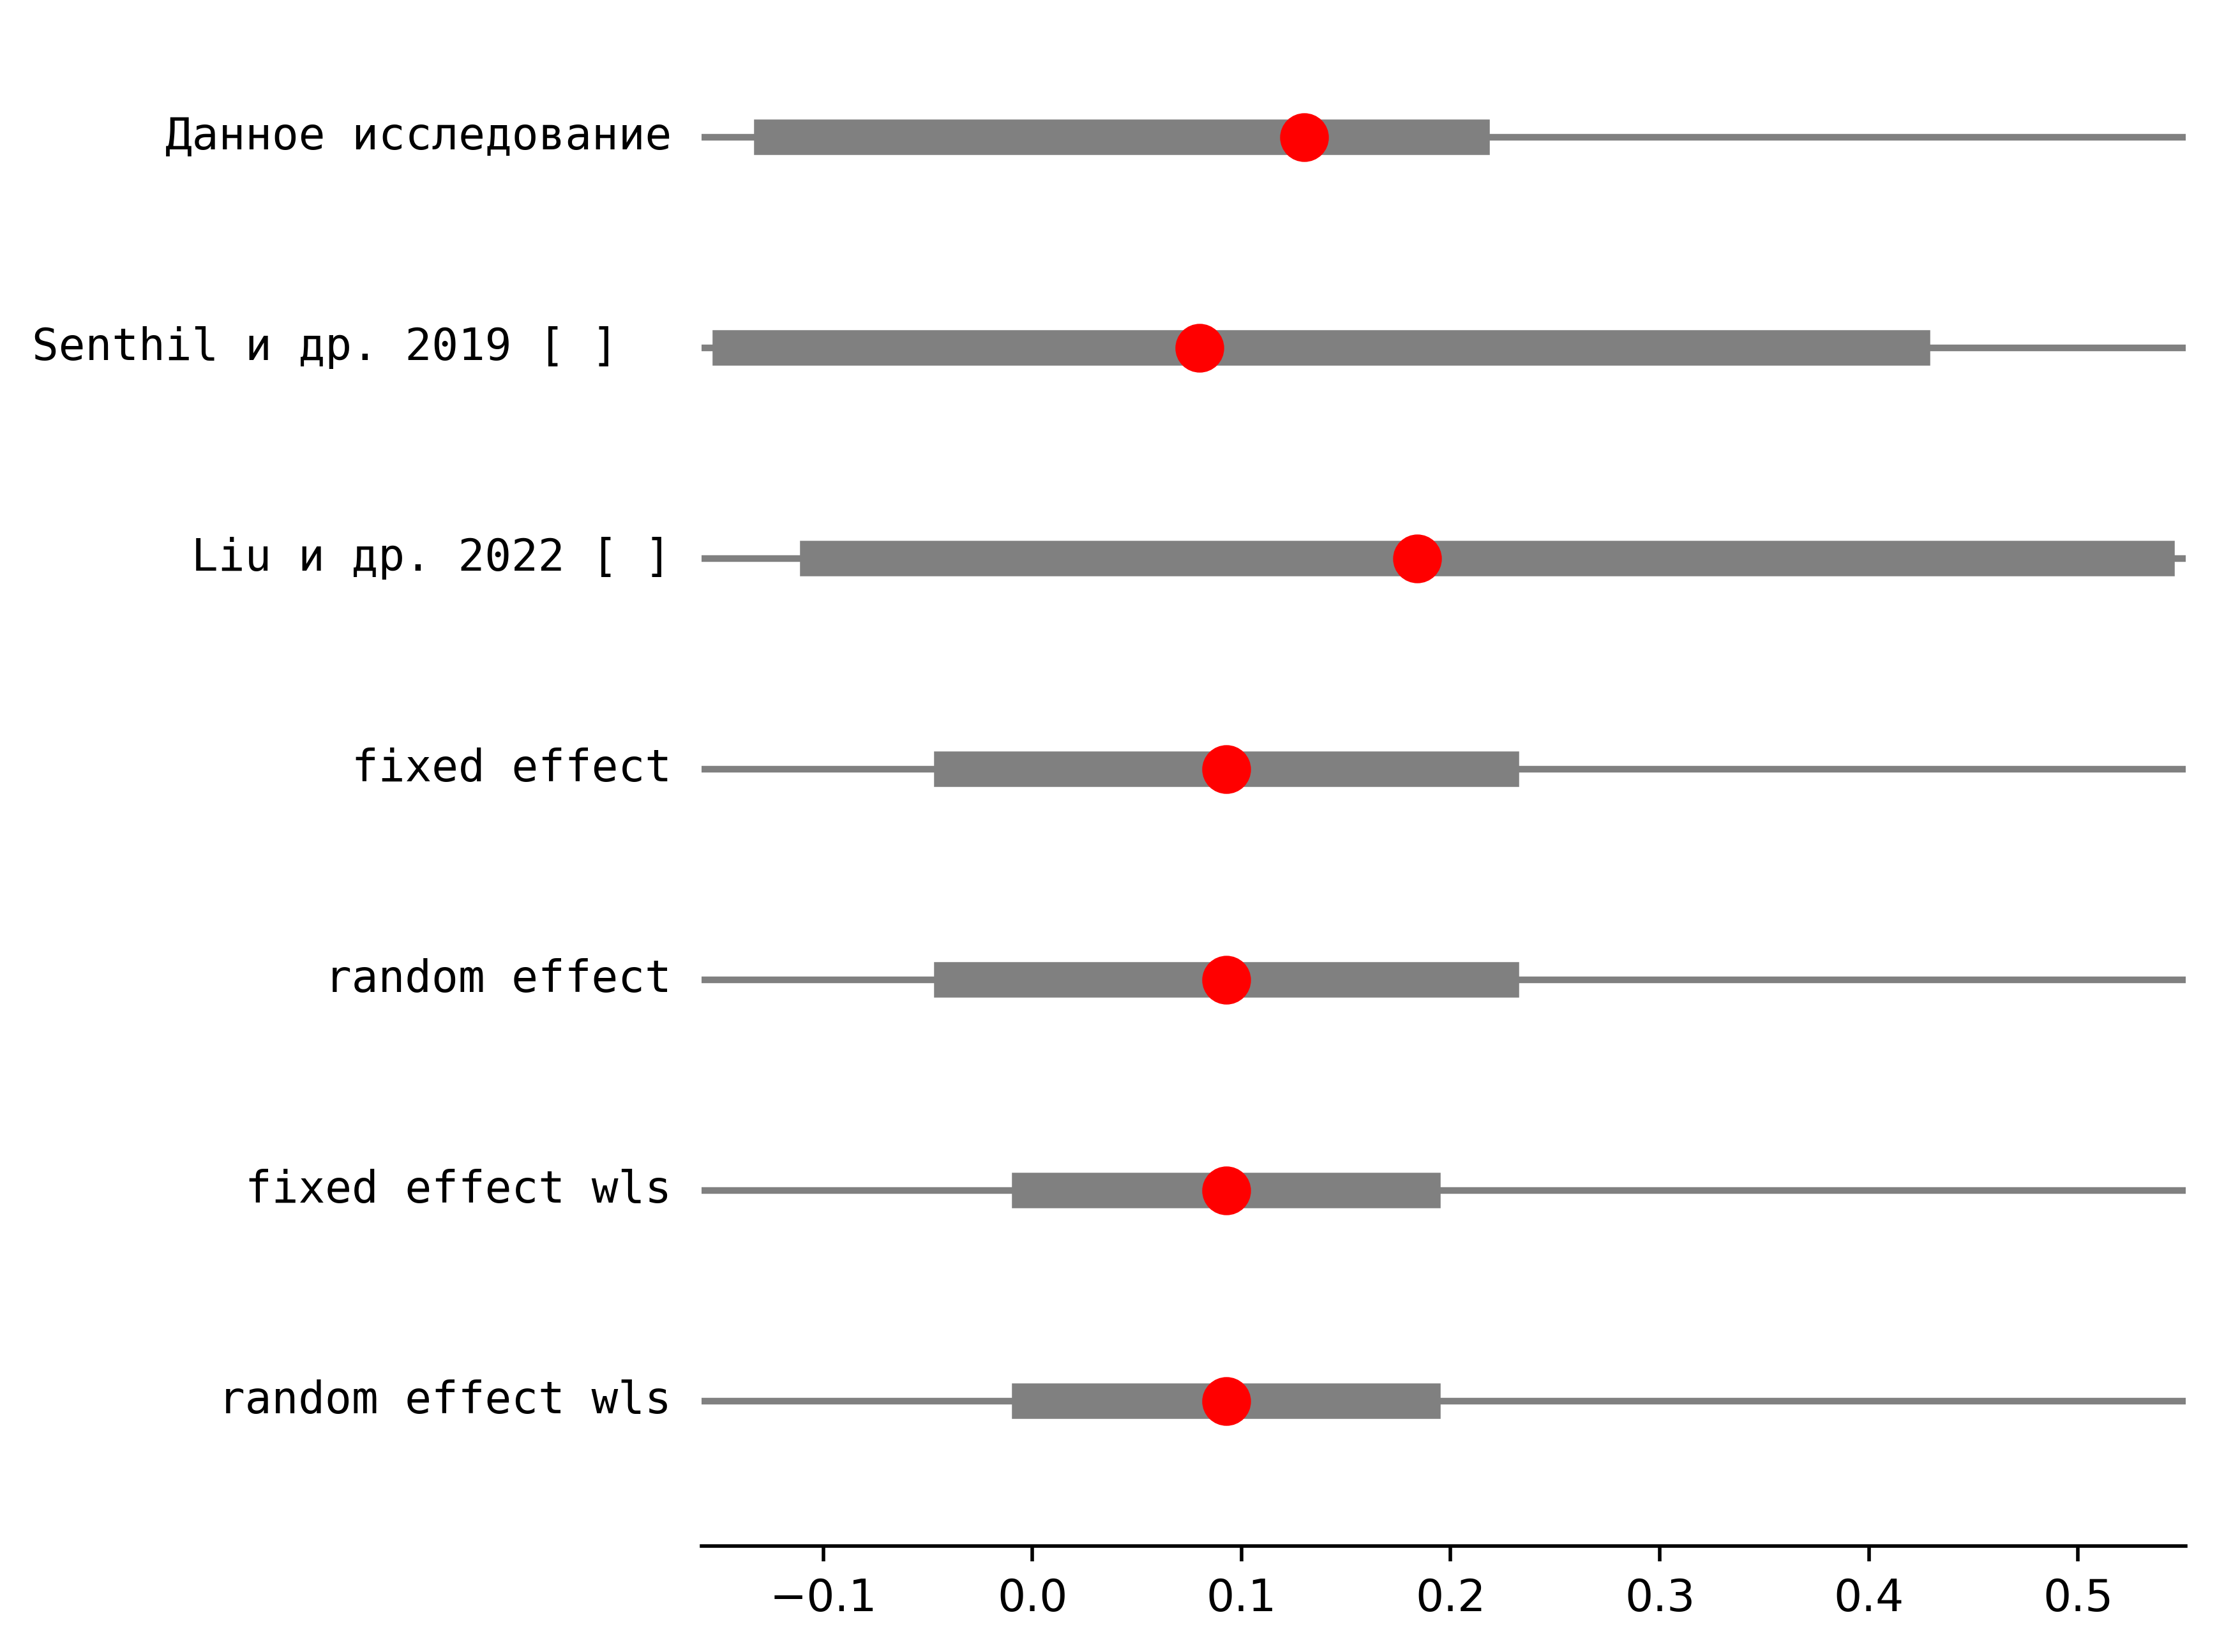 Данное исследование
Senthil и др. 2019 [ ]
Liu и др. 2022 [ ]
fixed effect
random effect
fixed effect wls
random effect wls
−0.1 0.0 0.1 0.2 0.3 0.4 0.5